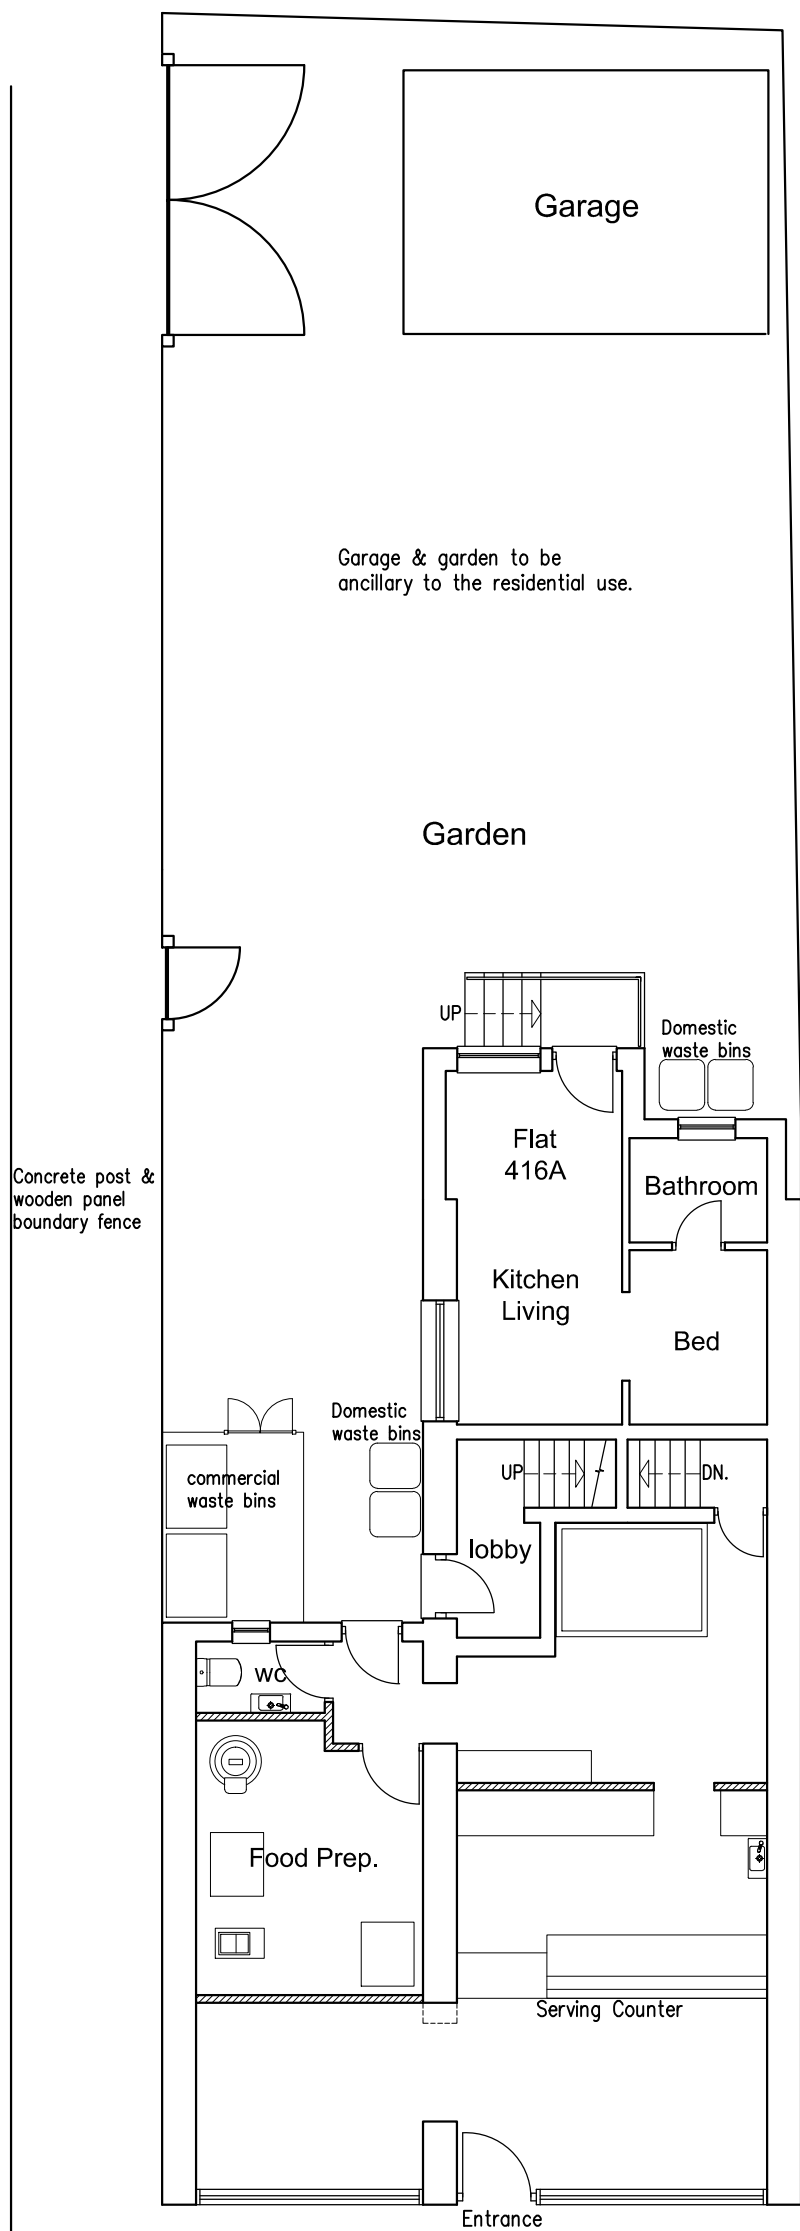 Garage
Garage & garden to be
ancillary to the residential use.
Garden
UP
Domestic
waste bins
Flat
416A
Bathroom
Concrete post &
wooden panel
boundary fence
Kitchen
Living
Bed
Domestic
waste bins
commercial
waste bins
UP
DN.
lobby
WC
Food Prep.
Serving Counter
Entrance